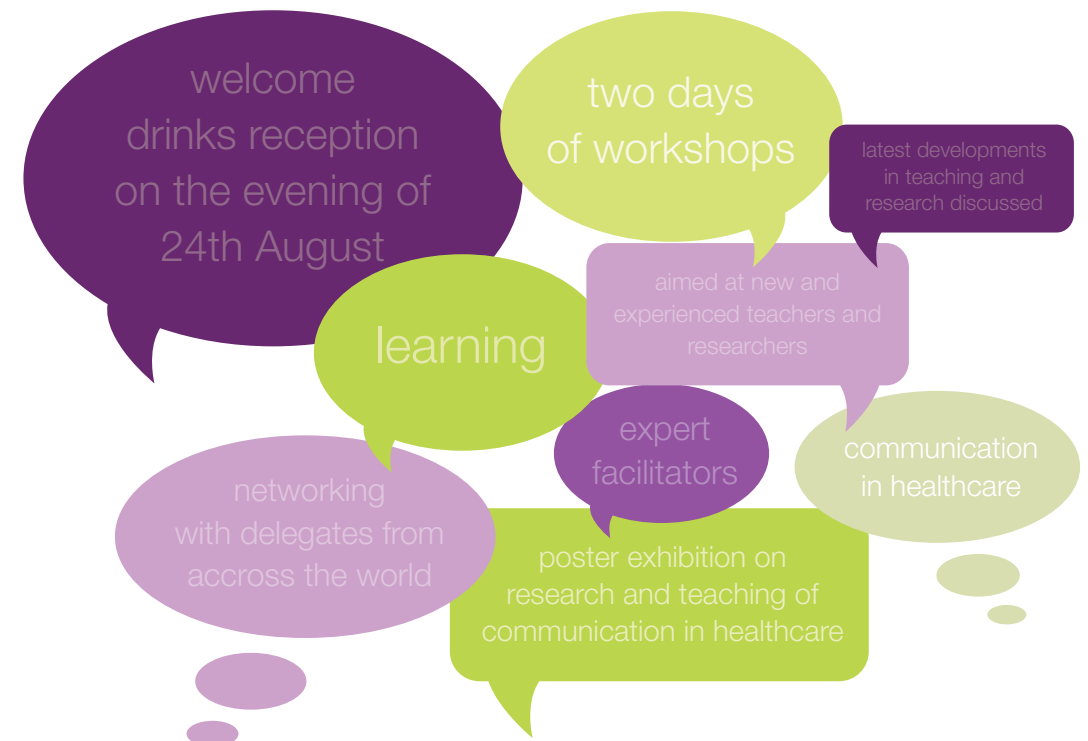 welcome
drinks reception
on the evening of
24th August
two days
of workshops
latest developments
in teaching and
research discussed
learning
aimed at new and
experienced teachers and
researchers
expert
facilitators
communication
in healthcare
networking
with delegates from
accross the world
poster exhibition on
research and teaching of
communication in healthcare